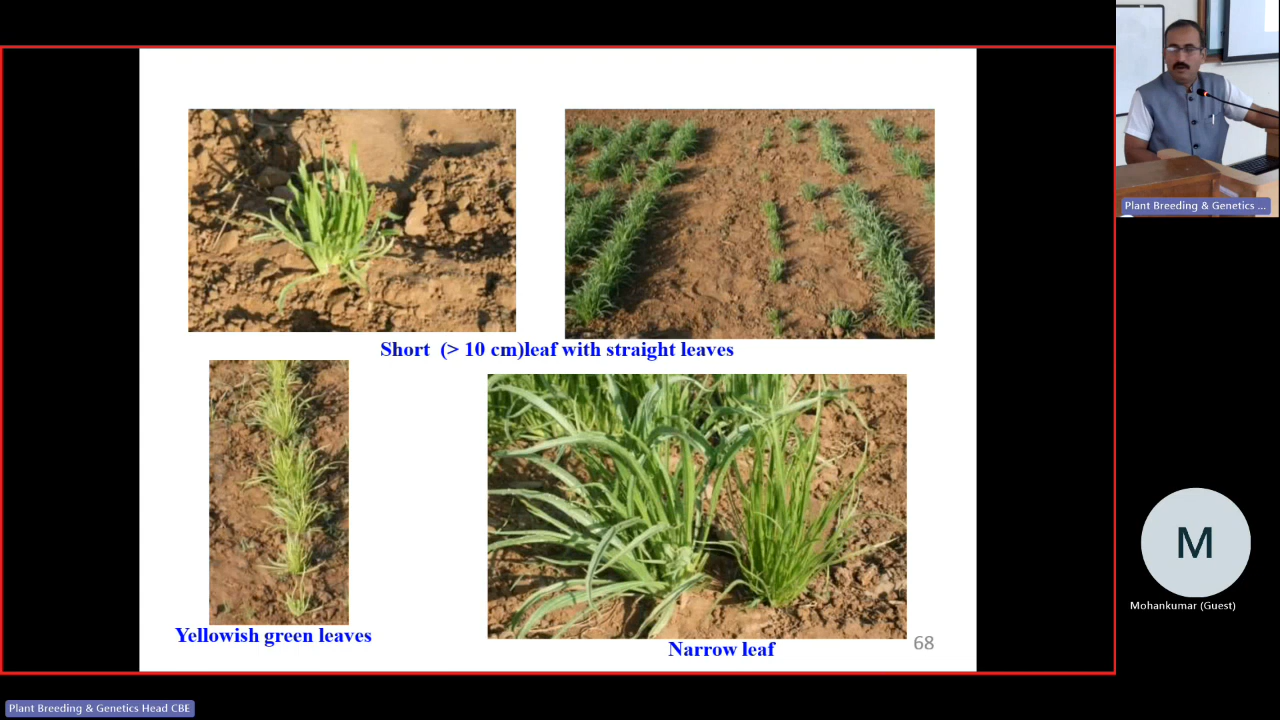 Plant Breeding & Genetics ...
Short (> 10 cm)leaf with straight leaves
M
Mohankumar (Guest)
Yellowish green leaves
Narrow leaf
68
Plant Breeding & Genetics Head CBE